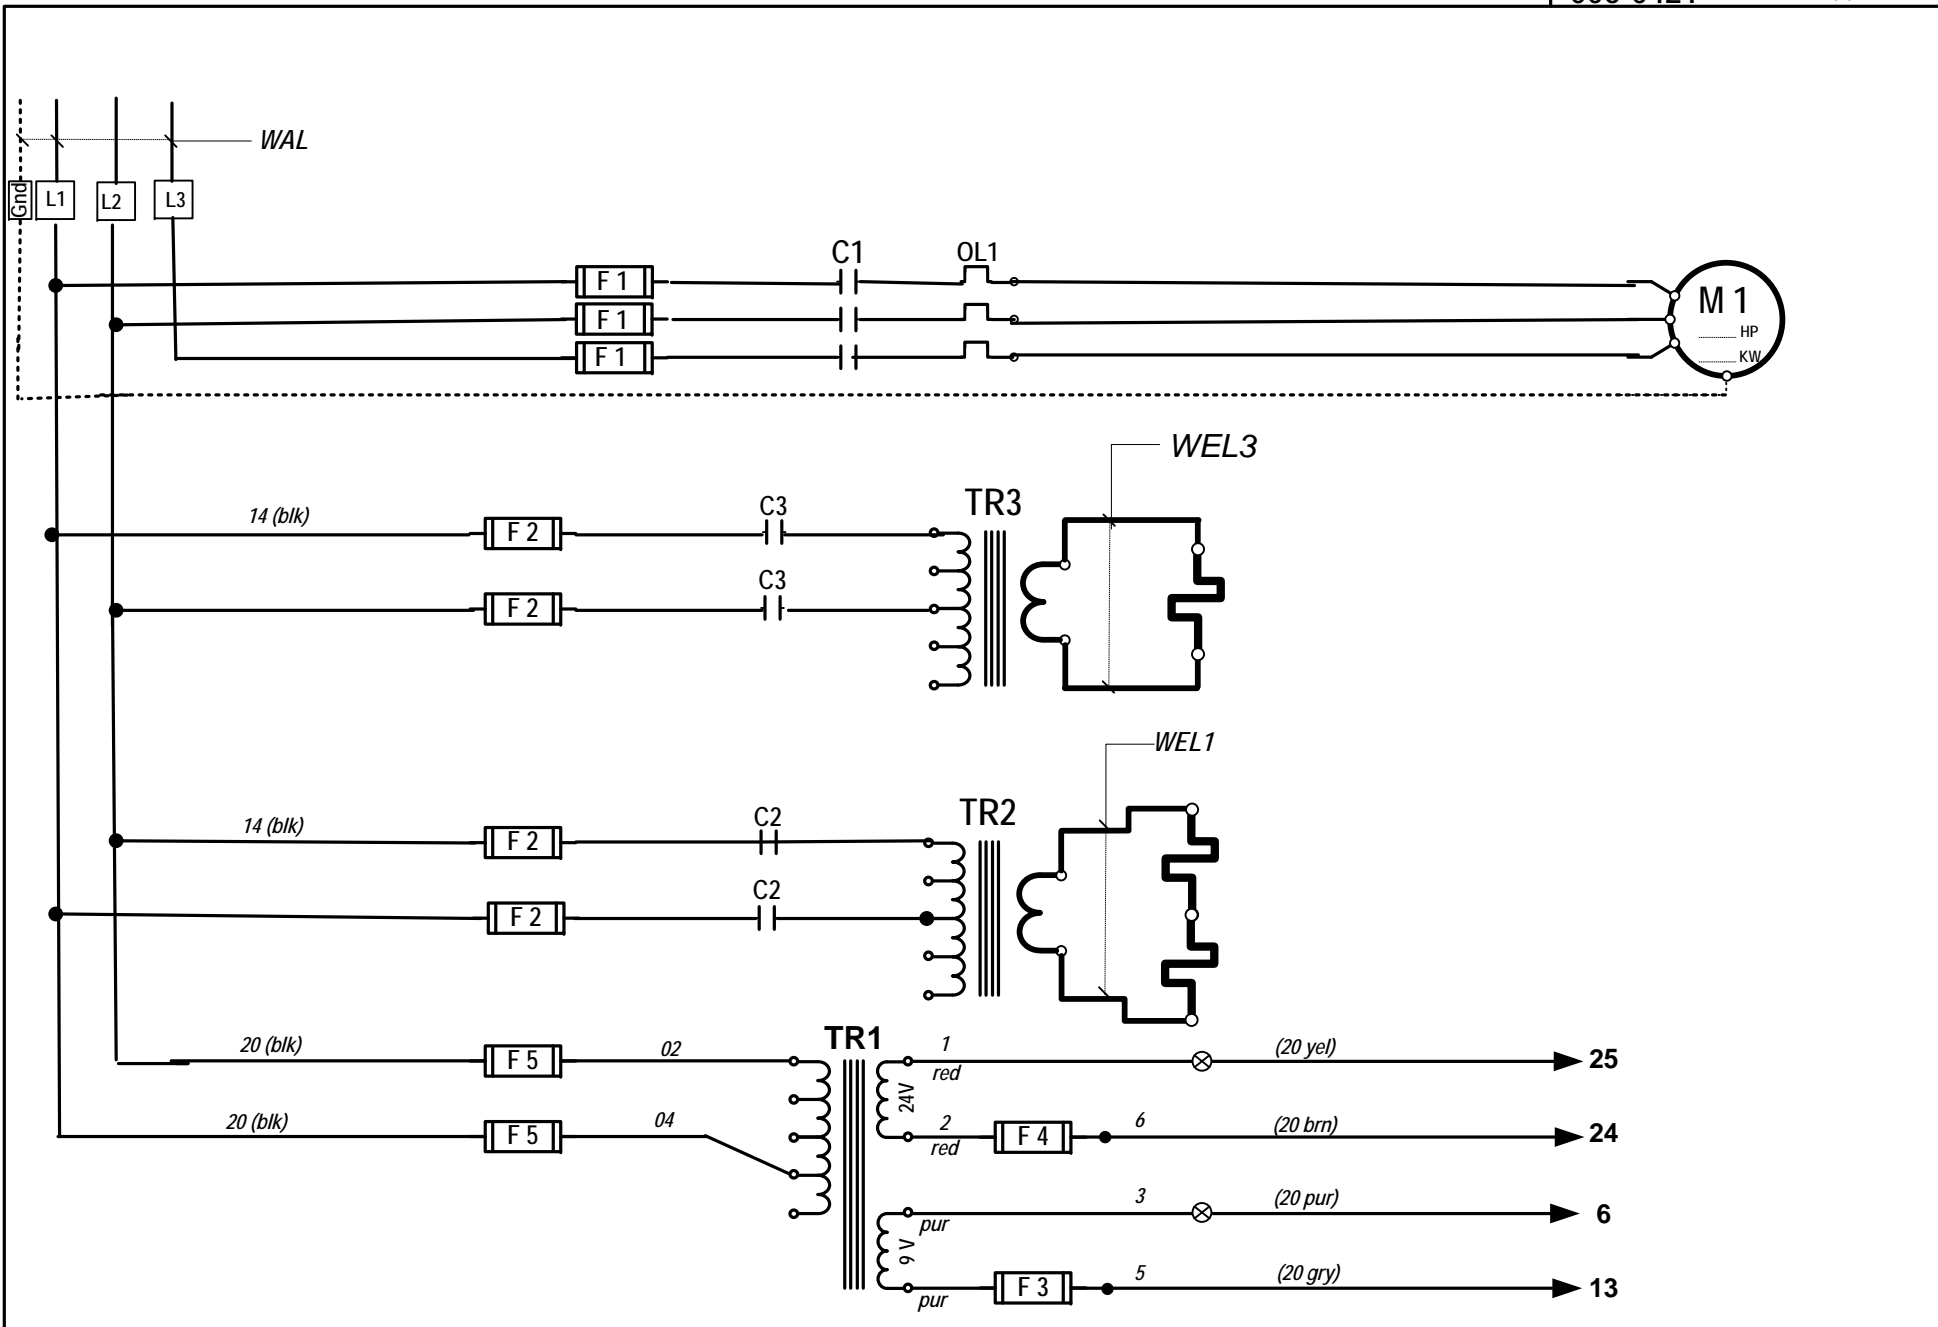 WAL
Gnd L1 L2 L3
C1 OL1
F 1
F 1
F 1
M 1
HP
KW
WEL3
TR3
14 (blk) F 2 C3
F 2 C3
WEL1
TR2
14 (blk) F 2 C2
F 2 C2
TR1
20 (blk) F 5 02 1 red (20 yel) 25
24V
20 (blk) F 5 04 2 red F 4 6 (20 brn) 24
pur 3 (20 pur) 6
9 V
pur F 3 5 (20 gry) 13